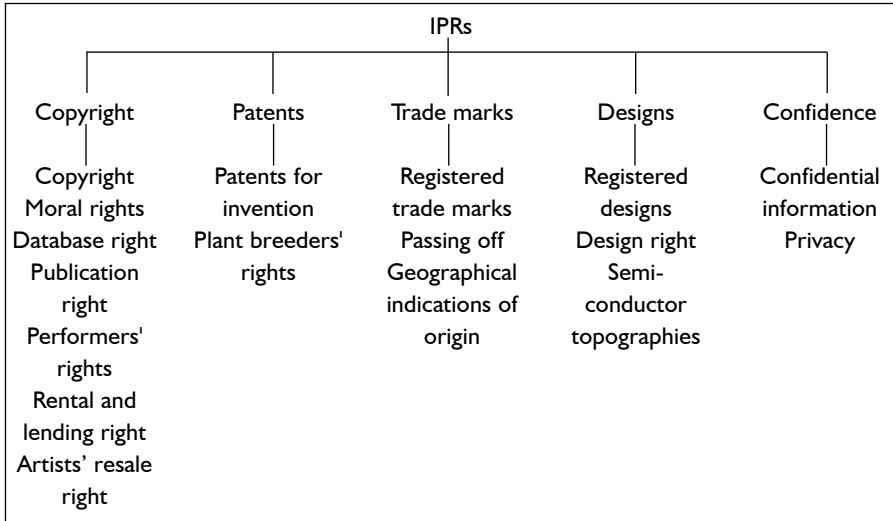 IPRs
Copyright
Patents
Trade marks
Designs
Confidence
Copyright
Moral rights
Database right
Publication
right
Performers'
rights
Rental and
lending right
Artists’ resale
right
Patents for
invention
Plant breeders'
rights
Registered
trade marks
Passing off
Geographical
indications of
origin
Registered
designs
Design right
Semi-
conductor
topographies
Confidential
information
Privacy